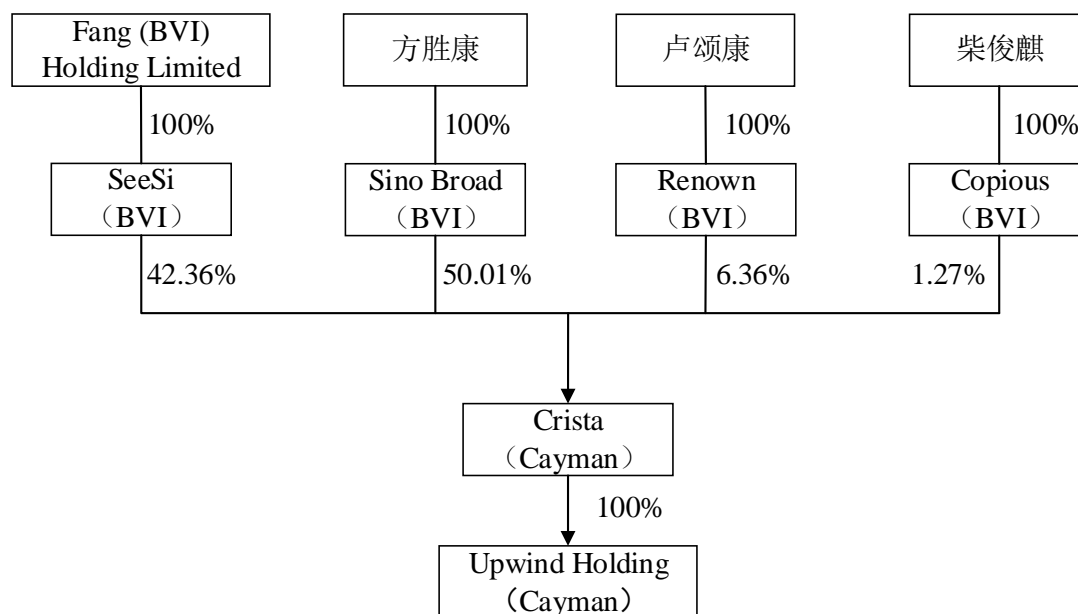 Fang (BVI)
Holding Limited
方胜康
卢颂康
柴俊麒
100%
100%
100%
100%
SeeSi
（BVI）
Sino Broad
（BVI）
Renown
（BVI）
Copious
（BVI）
42.36%
50.01%
6.36%
1.27%
Crista
（Cayman）
100%
Upwind Holding
（Cayman）